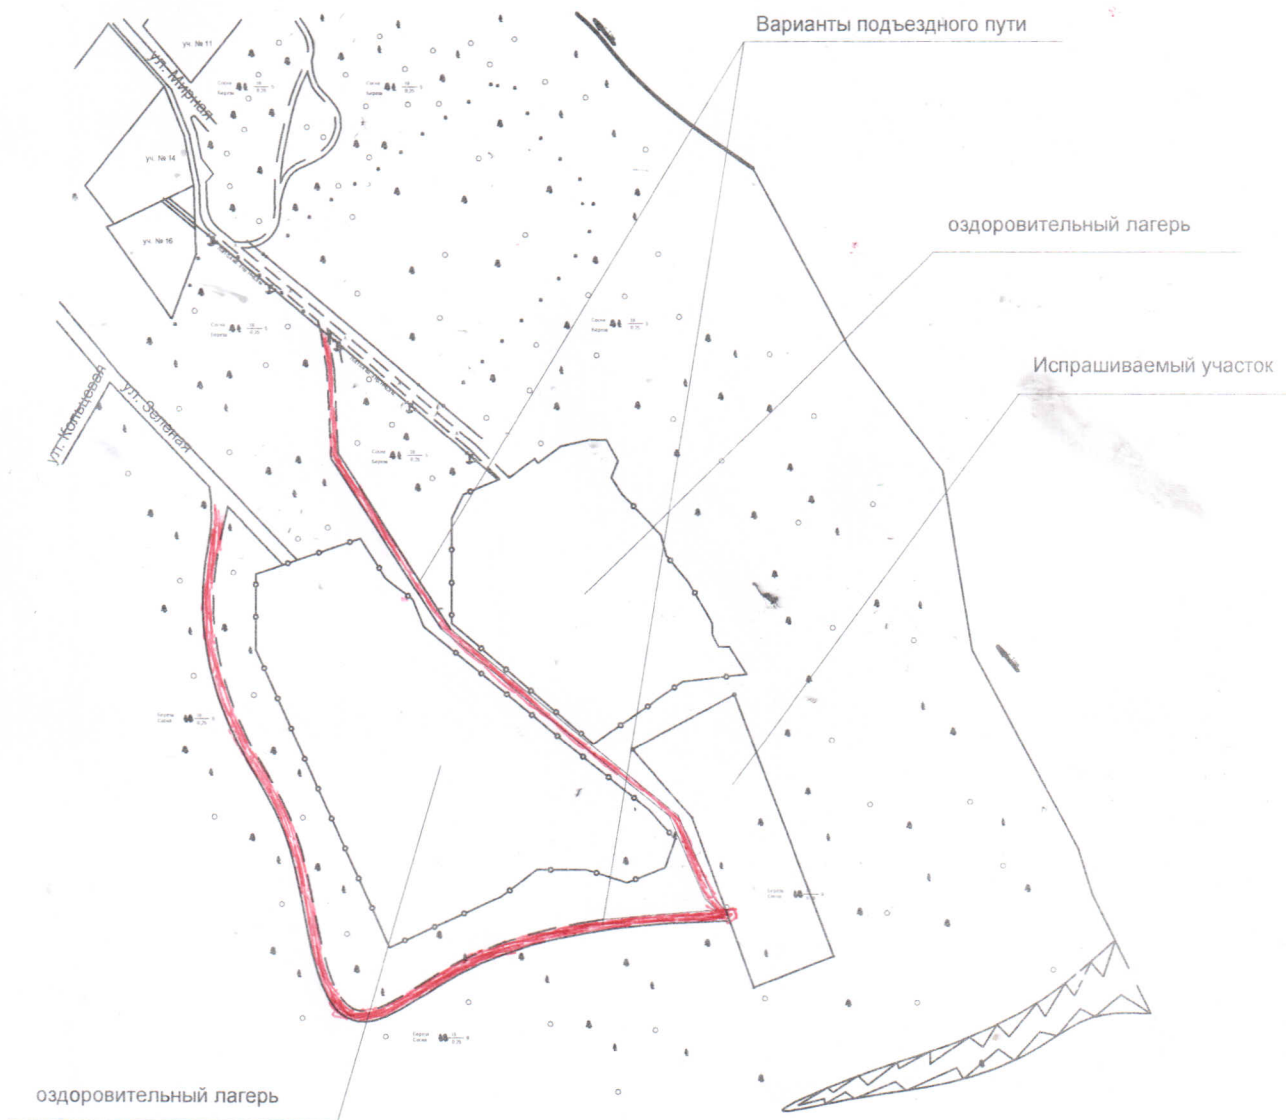 Варианты подъездного пути
уч. № 11
ул. Мирная
уч. № 14
оздоровительный лагерь
уч. № 16
Испрашиваемый участок
ул. Кольцевая
ул. Зеленая
оздоровительный лагерь